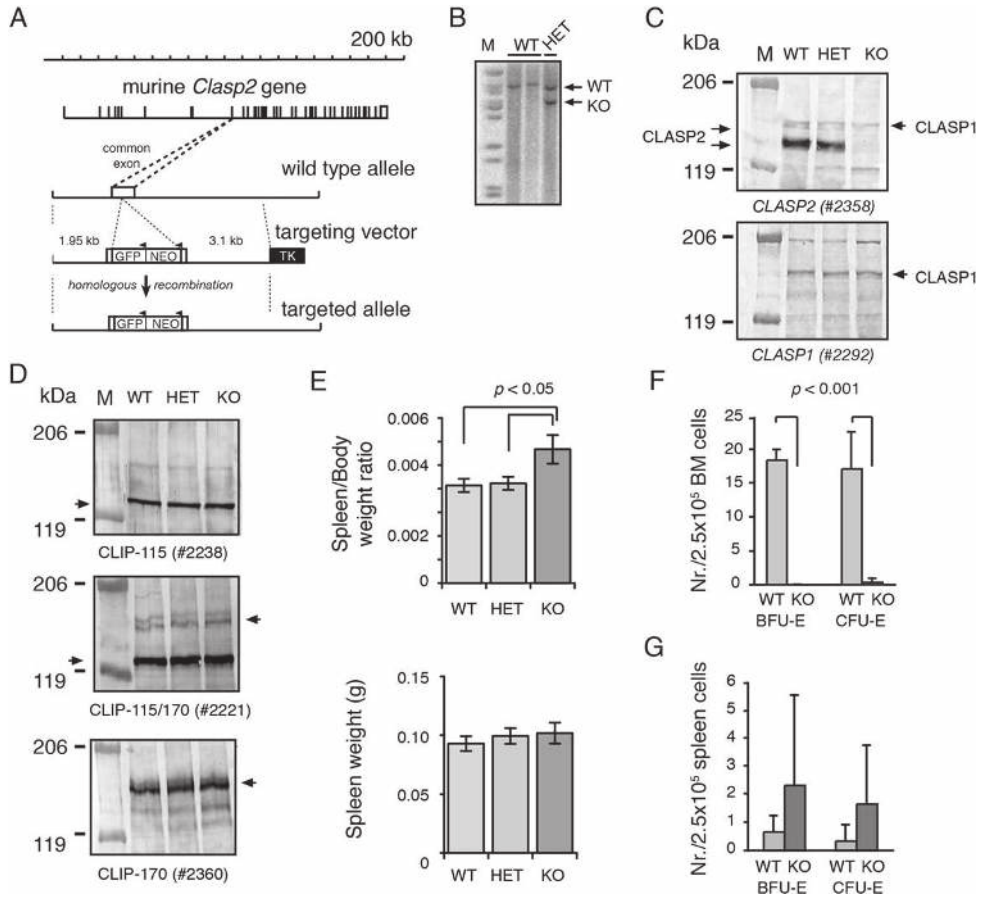 A
200 kb
murine Clasp2 gene
common
exon
wild type allele
1.95 kb
3.1 kb
targeting vector
GFP NEO
TK
homologous recombination
targeted allele
GFP NEO
B
M WT HET
WT
KO
C
kDa
M WT HET KO
206
CLASP2
CLASP1
119
CLASP2 (#2358)
206
CLASP1
119
CLASP1 (#2292)
D
kDa M WT HET KO
206
119
CLIP-115 (#2238)
206
119
CLIP-115/170 (#2221)
206
119
CLIP-170 (#2360)
E
p < 0.05
Spleen/Body
weight ratio
0.006
0.004
0.002
0
WT HET KO
Spleen weight (g)
0.15
0.10
0.05
0
WT HET KO
F
p < 0.001
Nr./2.5x10⁵ BM cells
25
20
15
10
5
0
WT KO WT KO
BFU-E CFU-E
G
Nr./2.5x10⁵ spleen cells
6
5
4
3
2
1
0
WT KO WT KO
BFU-E CFU-E